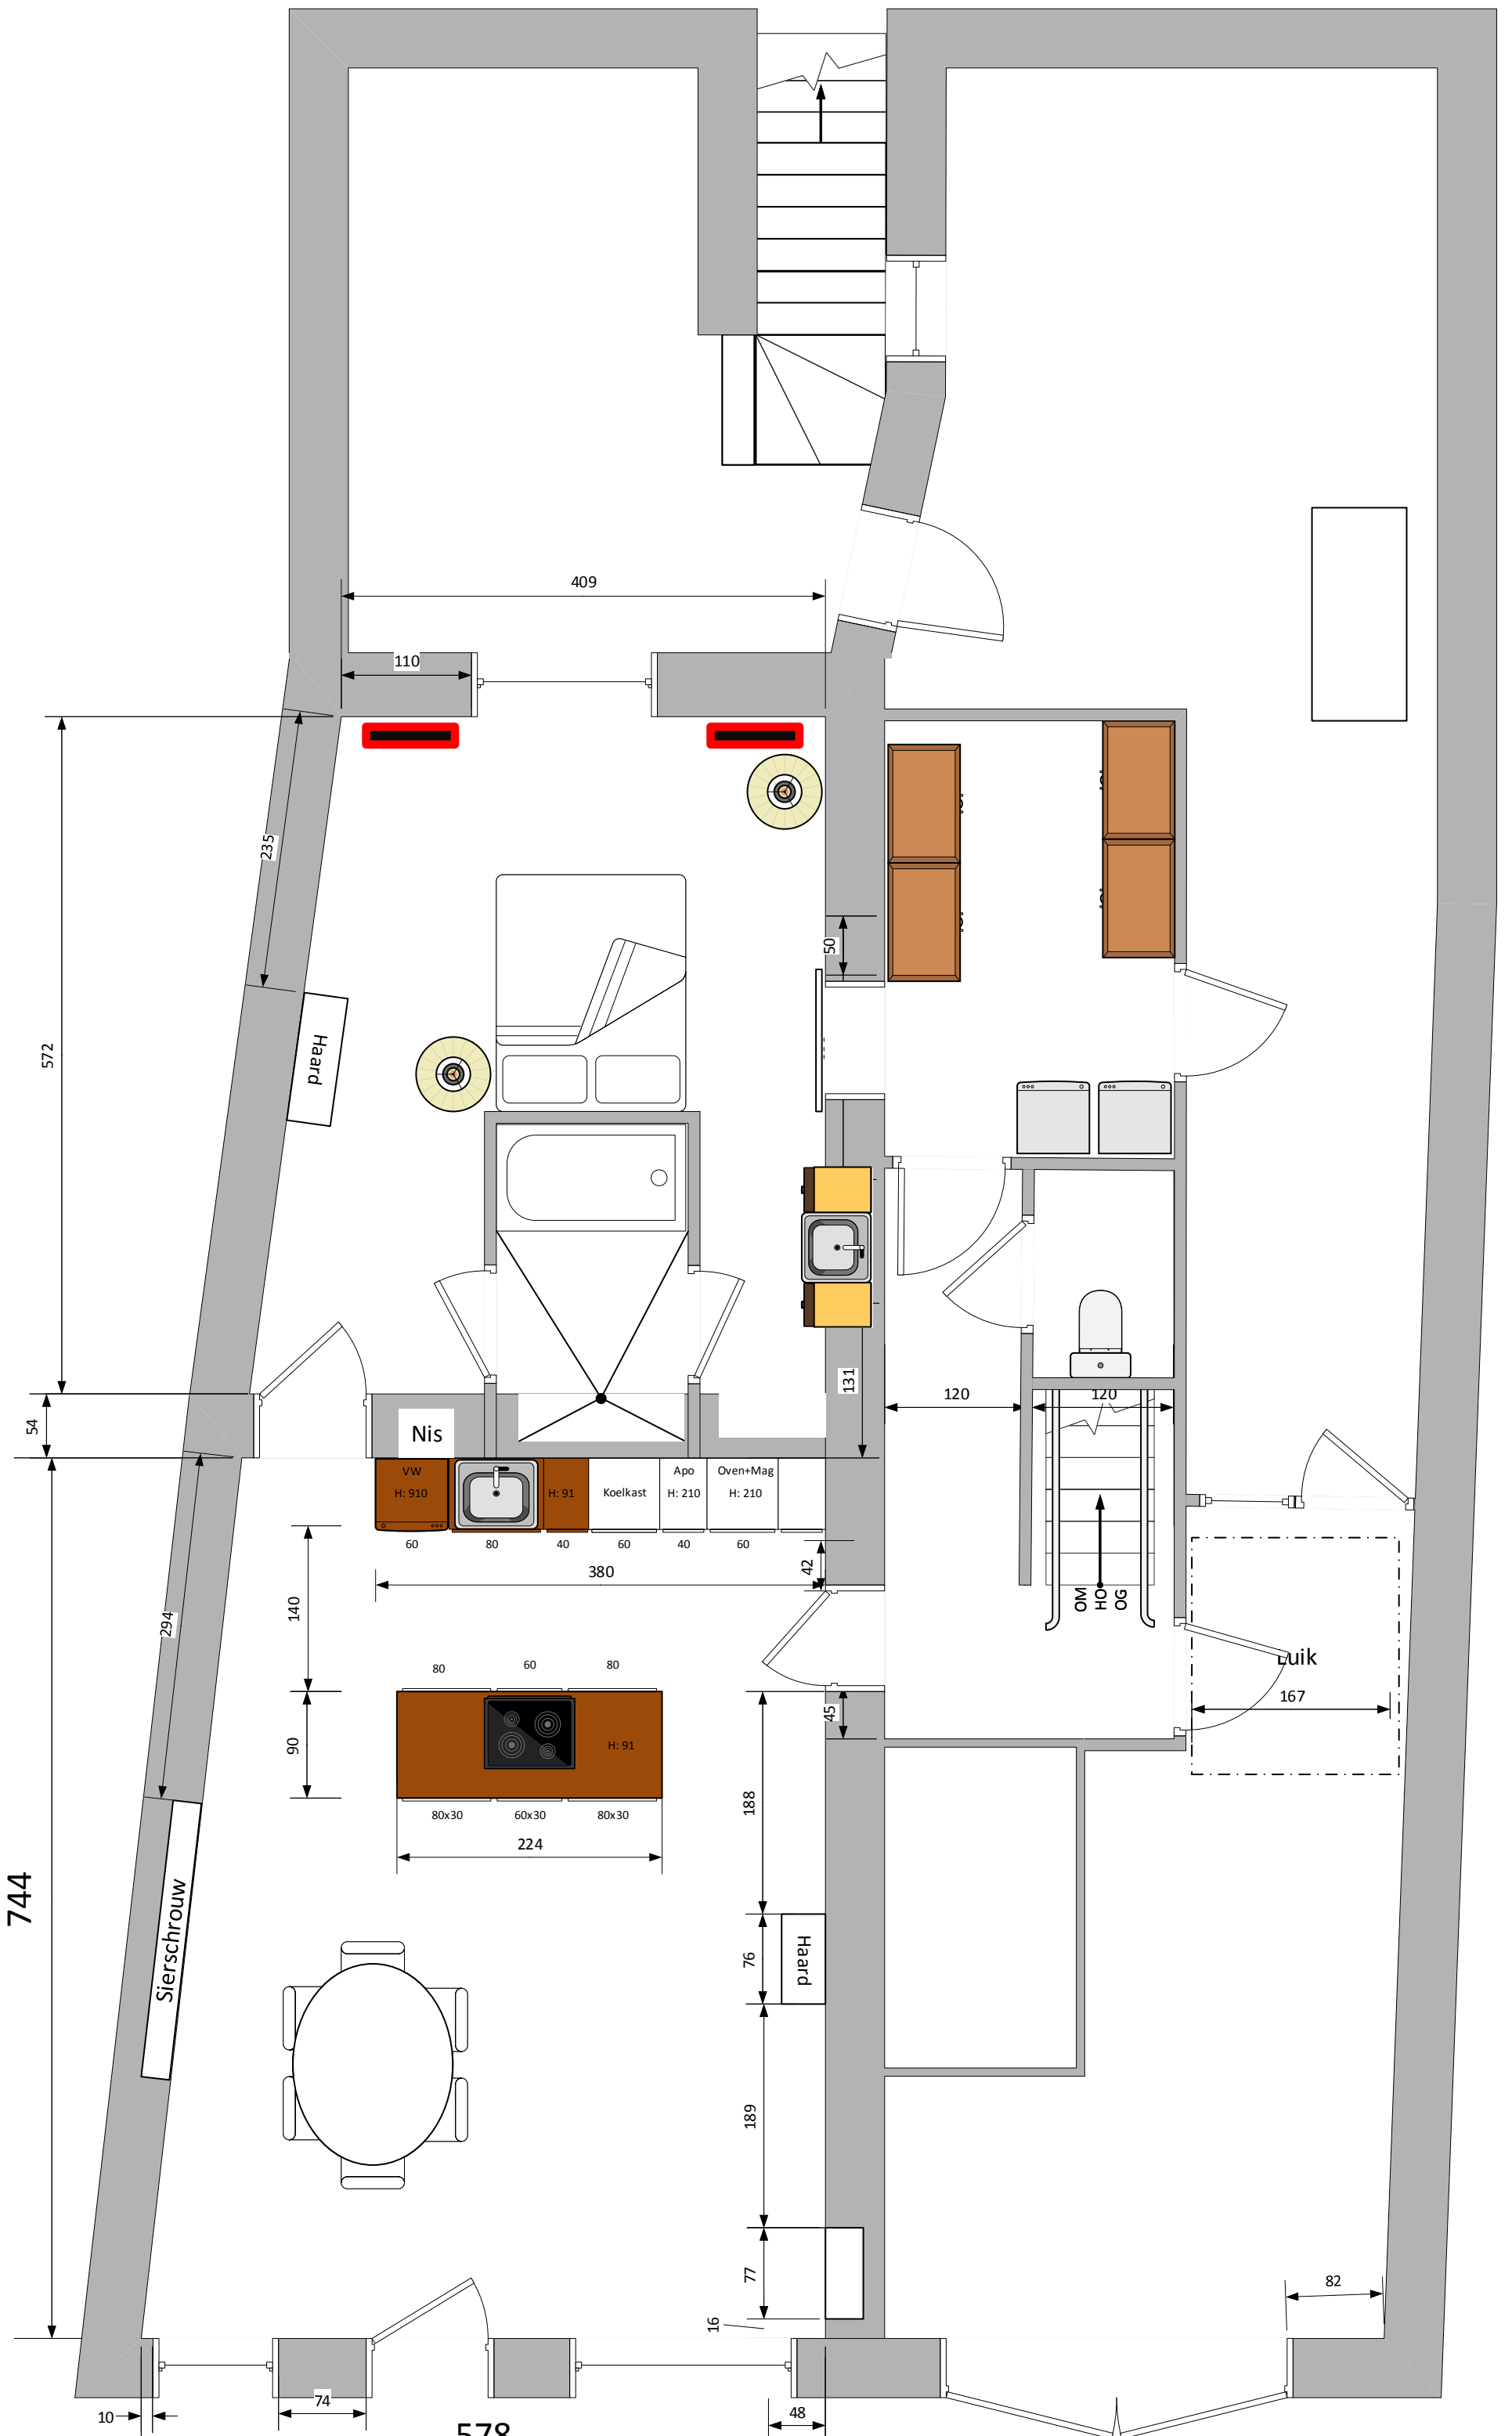 409
110
235
50
572
Haard
131
120
120
54
Nis
VW
Apo
Oven+Mag
H: 910
H: 91
Koelkast
H: 210
H: 210
60
80
40
60
40
60
42
380
140
OM
HO
OG
294
Luik
80
60
80
167
45
90
H: 91
188
80x30
60x30
80x30
224
744
Sierschrouw
76
Haard
189
77
82
16
74
10
48
578